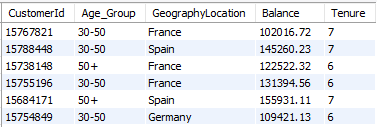 CustomerId Age_Group GeographyLocation Balance Tenure
15767821 30-50 France 102016.72 7
15788448 30-50 Spain 145260.23 7
15738148 50+ France 122522.32 6
15755196 30-50 France 131394.56 6
15684171 50+ Spain 155931.11 7
15754849 30-50 Germany 109421.13 6